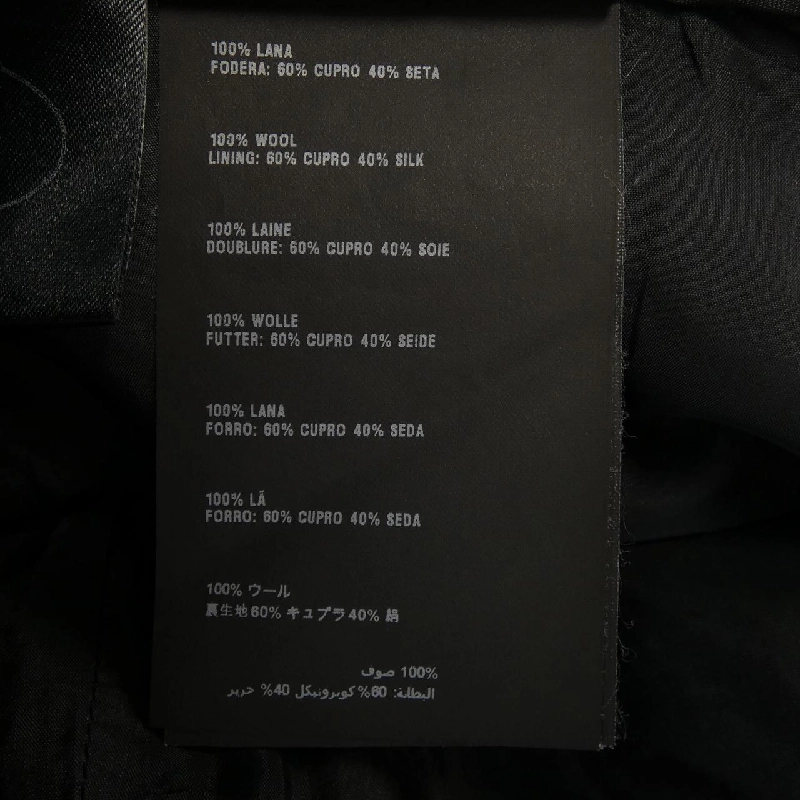 100% LANA
FODERA: 60% CUPRO 40% SETA
100% WOOL
LINING: 60% CUPRO 40% SILK
100% LAINE
DOUBLURE: 60% CUPRO 40% SOIE
100% WOLLE
FUTTER: 60% CUPRO 40% SEIDE
100% LANA
FORRO: 60% CUPRO 40% SEDA
100% LÃ
FORRO: 60% CUPRO 40% SEDA
100% ウール
裏生地60% キュプラ40% 絹
100% صوف
البطانة: 60% كوبرونيكل 40% حرير